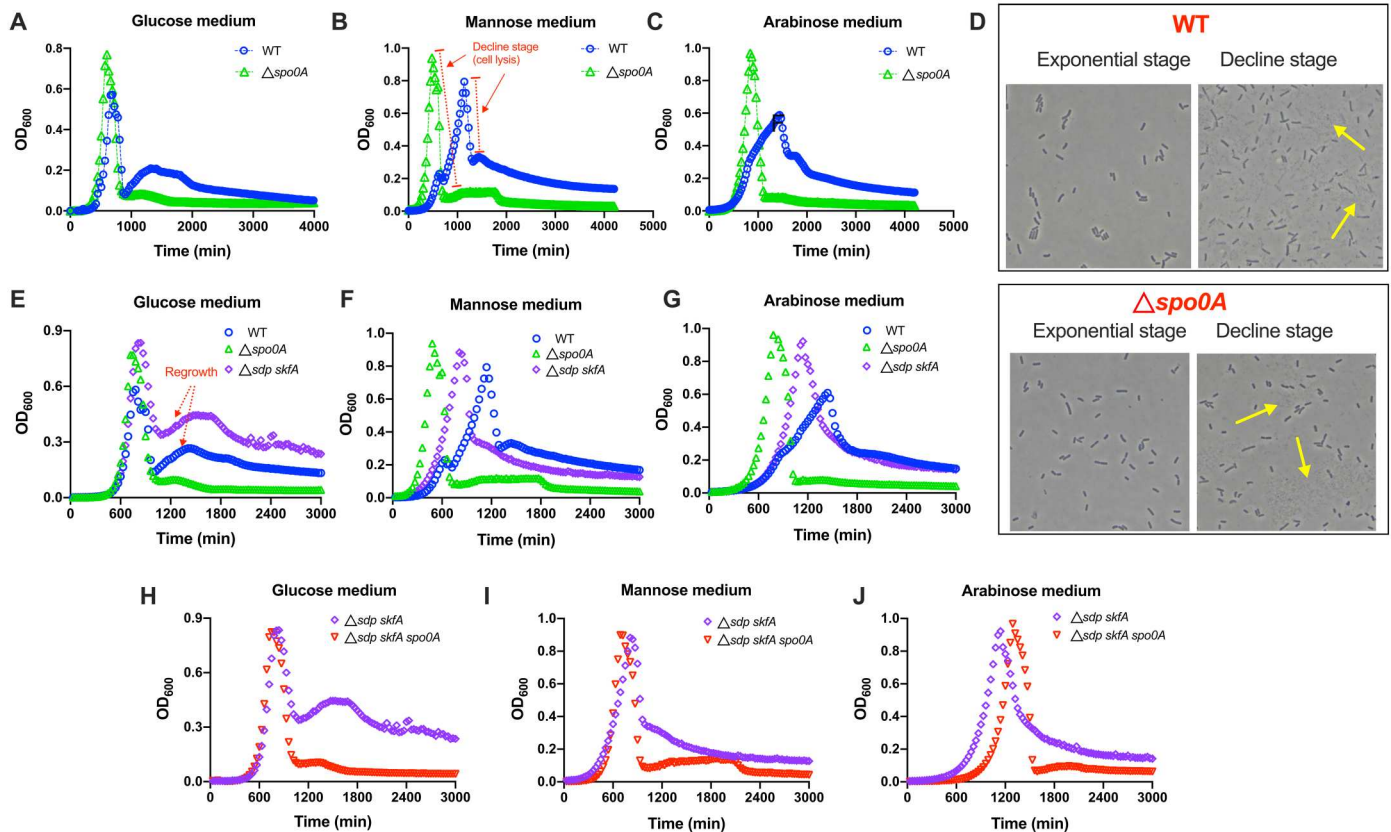 A
Glucose medium
WT
△spo0A
OD600
0.8
0.6
0.4
0.2
0.0
0 1000 2000 3000 4000
Time (min)
B
Mannose medium
Decline stage
(cell lysis)
WT
△spo0A
OD600
1.0
0.8
0.6
0.4
0.2
0.0
0 1000 2000 3000 4000 5000
Time (min)
C
Arabinose medium
WT
△spo0A
OD600
1.0
0.8
0.6
0.4
0.2
0.0
0 1000 2000 3000 4000 5000
Time (min)
D
WT
Exponential stage Decline stage
△spo0A
Exponential stage Decline stage
E
Glucose medium
WT
△spo0A
△sdp skfA
Regrowth
OD600
0.9
0.6
0.3
0.0
0 600 1200 1800 2400 3000
Time (min)
F
Mannose medium
WT
△spo0A
△sdp skfA
OD600
1.0
0.8
0.6
0.4
0.2
0.0
0 600 1200 1800 2400 3000
Time (min)
G
Arabinose medium
WT
△spo0A
△sdp skfA
OD600
1.0
0.8
0.6
0.4
0.2
0.0
0 600 1200 1800 2400 3000
Time (min)
H
Glucose medium
△sdp skfA
△sdp skfA spo0A
OD600
0.9
0.6
0.3
0.0
0 600 1200 1800 2400 3000
Time (min)
I
Mannose medium
△sdp skfA
△sdp skfA spo0A
OD600
1.0
0.8
0.6
0.4
0.2
0.0
0 600 1200 1800 2400 3000
Time (min)
J
Arabinose medium
△sdp skfA
△sdp skfA spo0A
OD600
1.0
0.8
0.6
0.4
0.2
0.0
0 600 1200 1800 2400 3000
Time (min)